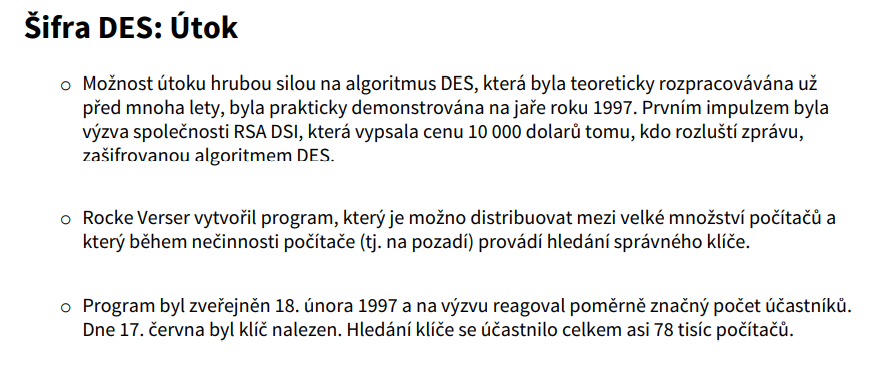 Šifra DES: Útok
○ Možnost útoku hrubou silou na algoritmus DES, která byla teoreticky rozpracovávána už
před mnoha lety, byla prakticky demonstrována na jaře roku 1997. Prvním impulzem byla
výzva společnosti RSA DSI, která vypsala cenu 10 000 dolarů tomu, kdo rozluští zprávu,
zašifrovanou algoritmem DES.
○ Rocke Verser vytvořil program, který je možno distribuovat mezi velké množství počítačů a
který během nečinnosti počítače (tj. na pozadí) provádí hledání správného klíče.
○ Program byl zveřejněn 18. února 1997 a na výzvu reagoval poměrně značný počet účastníků.
Dne 17. června byl klíč nalezen. Hledání klíče se účastnilo celkem asi 78 tisíc počítačů.